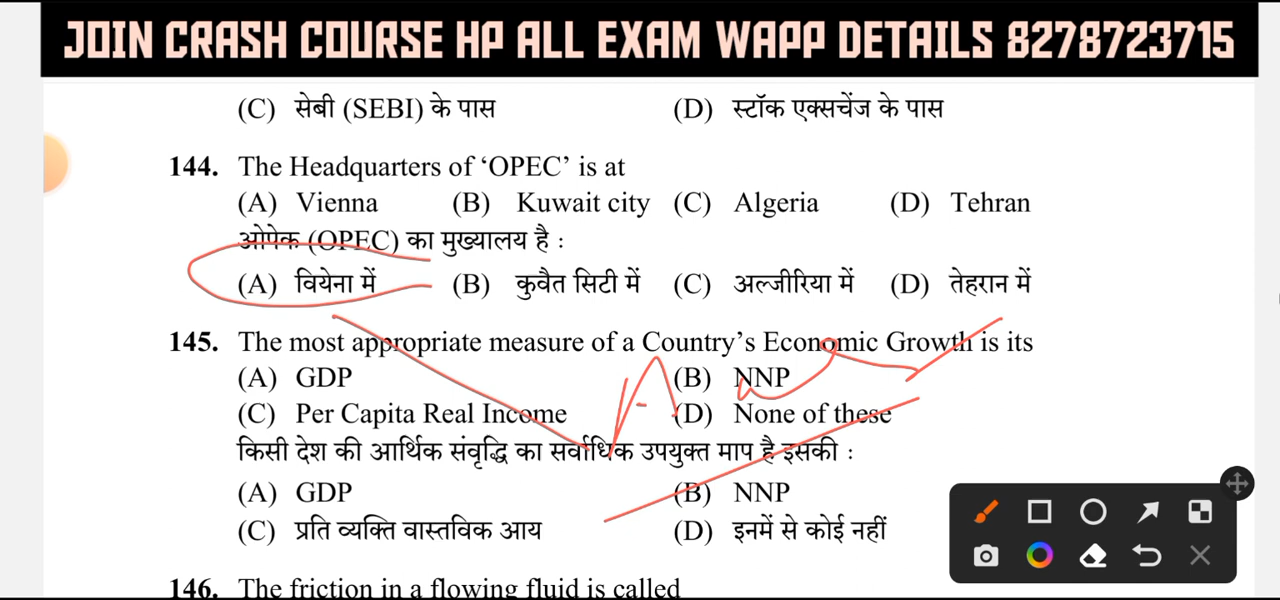 JOIN CRASH COURSE HP ALL EXAM WAPP DETAILS 8278723715
(C) सेबी (SEBI) के पास (D) स्टॉक एक्सचेंज के पास
144. The Headquarters of ‘OPEC’ is at
(A) Vienna (B) Kuwait city (C) Algeria (D) Tehran
ओपेक (OPEC) का मुख्यालय है :
(A) वियेना में (B) कुवैत सिटी में (C) अल्जीरिया में (D) तेहरान में
145. The most appropriate measure of a Country’s Economic Growth is its
(A) GDP (B) NNP
(C) Per Capita Real Income (D) None of these
किसी देश की आर्थिक संवृद्धि का सर्वाधिक उपयुक्त माप है इसकी :
(A) GDP (B) NNP
(C) प्रति व्यक्ति वास्तविक आय (D) इनमें से कोई नहीं
146. The friction in a flowing fluid is called